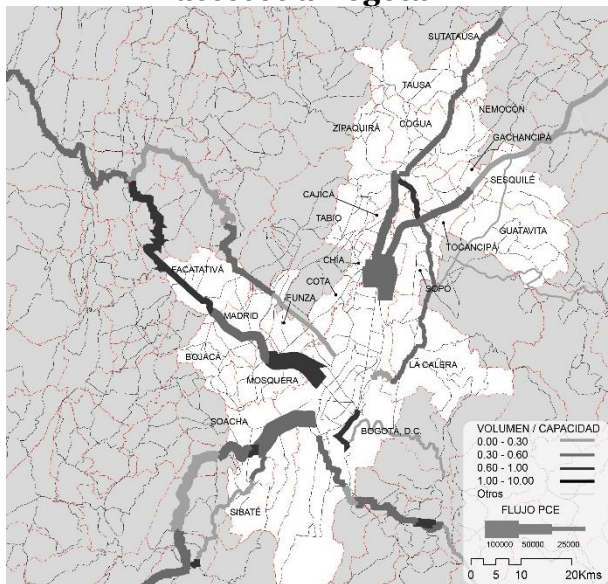 accesos a Bogotá
SUTATAUSA
TAUSA
NEMOCÓN
ZIPAQUIRÁ
COGUA
GACHANCIPÁ
SESQUILÉ
CAJICÁ
TABIO
GUATAVITA
TOCANCIPÁ
CHÍA
FACATATIVÁ
COTA
SOPÓ
FUNZA
MADRID
BOJACÁ
LA CALERA
MOSQUERA
SOACHA
BOGOTÁ, D.C.
SIBATÉ
VOLUMEN / CAPACIDAD
0.00 - 0.30
0.30 - 0.60
0.60 - 1.00
1.00 - 10.00
Otros
FLUJO PCE
100000 50000 25000
0 5 10 20Kms